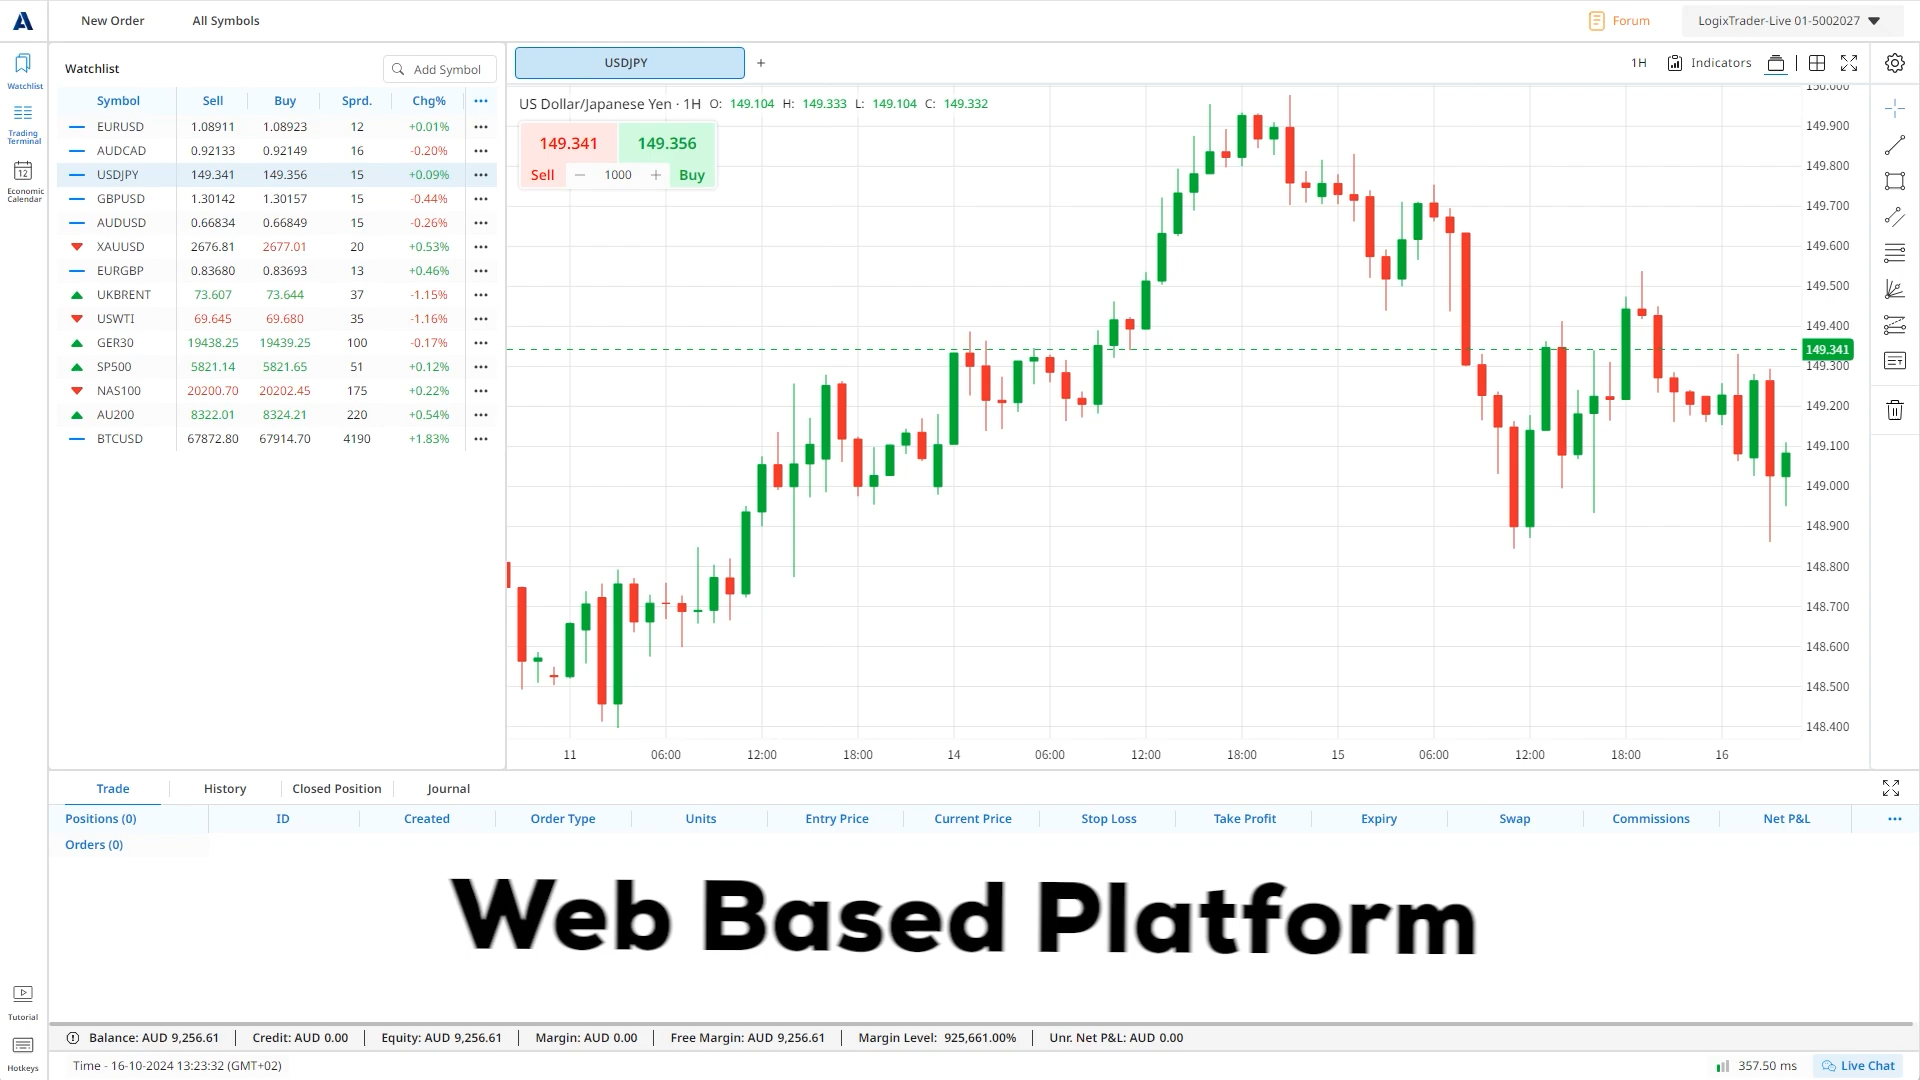 New Order All Symbols Forum LogixTrader-Live 01-5002027
Watchlist
Trading
Terminal
12
Economic
Calendar
Tutorial
Hotkeys
Watchlist Add Symbol
Symbol Sell Buy Sprd. Chg%
EURUSD 1.08911 1.08923 12 +0.01%
AUDCAD 0.92133 0.92149 16 -0.20%
USDJPY 149.341 149.356 15 +0.09%
GBPUSD 1.30142 1.30157 15 -0.44%
AUDUSD 0.66834 0.66849 15 -0.26%
XAUUSD 2676.81 2677.01 20 +0.53%
EURGBP 0.83680 0.83693 13 +0.46%
UKBRENT 73.607 73.644 37 -1.15%
USWTI 69.645 69.680 35 -1.16%
GER30 19438.25 19439.25 100 -0.17%
SP500 5821.14 5821.65 51 +0.12%
NAS100 20200.70 20202.45 175 +0.22%
AU200 8322.01 8324.21 220 +0.54%
BTCUSD 67872.80 67914.70 4190 +1.83%
USDJPY + 1H Indicators
US Dollar/Japanese Yen · 1H O: 149.104 H: 149.333 L: 149.104 C: 149.332
149.341 149.356
Sell − 1000 + Buy
150.000
149.900
149.800
149.700
149.600
149.500
149.400
149.341
149.300
149.200
149.100
149.000
148.900
148.800
148.700
148.600
148.500
148.400
11 06:00 12:00 18:00 14 06:00 12:00 18:00 15 06:00 12:00 18:00 16
Trade History Closed Position Journal
Positions (0) ID Created Order Type Units Entry Price Current Price Stop Loss Take Profit Expiry Swap Commissions Net P&L
Orders (0)
Web Based Platform
Balance: AUD 9,256.61 Credit: AUD 0.00 Equity: AUD 9,256.61 Margin: AUD 0.00 Free Margin: AUD 9,256.61 Margin Level: 925,661.00% Unr. Net P&L: AUD 0.00
Time - 16-10-2024 13:23:32 (GMT+02) 357.50 ms Live Chat